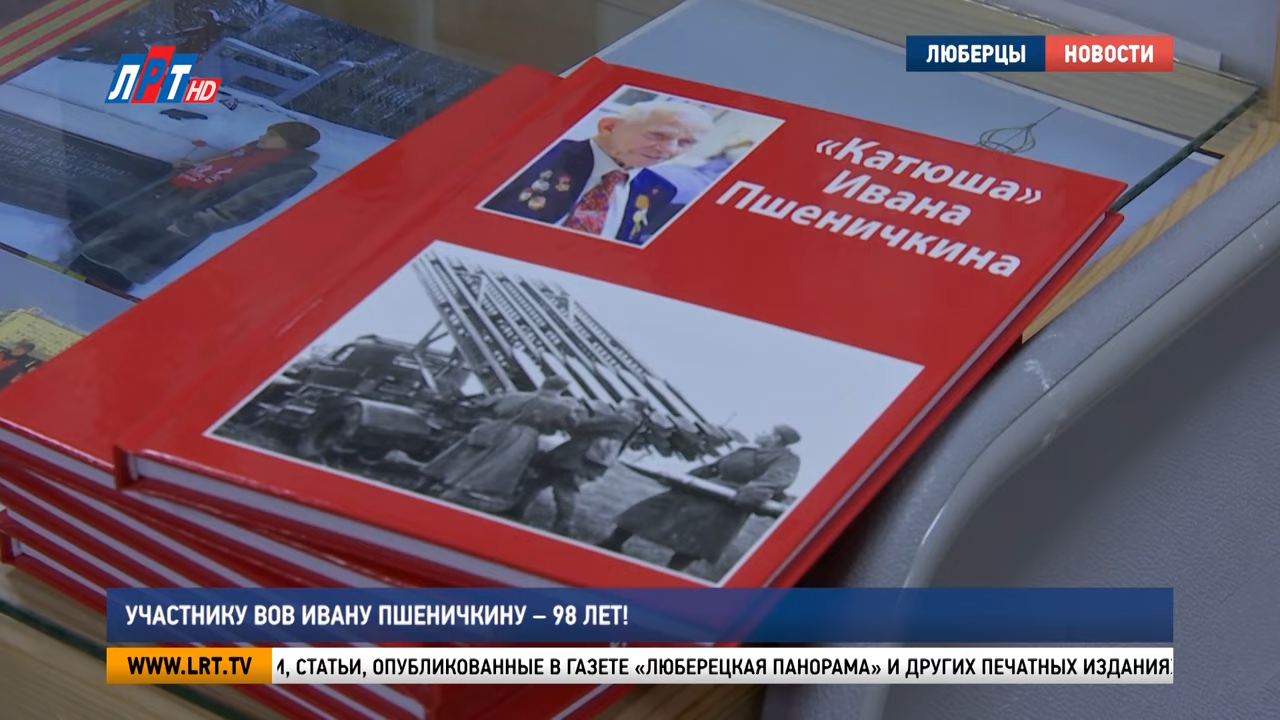 ЛРТ HD
ЛЮБЕРЦЫ НОВОСТИ
«Катюша»
Ивана
Пшеничкина
УЧАСТНИКУ ВОВ ИВАНУ ПШЕНИЧКИНУ – 98 ЛЕТ!
WWW.LRT.TV
И, СТАТЬИ, ОПУБЛИКОВАННЫЕ В ГАЗЕТЕ «ЛЮБЕРЕЦКАЯ ПАНОРАМА» И ДРУГИХ ПЕЧАТНЫХ ИЗДАНИЯ